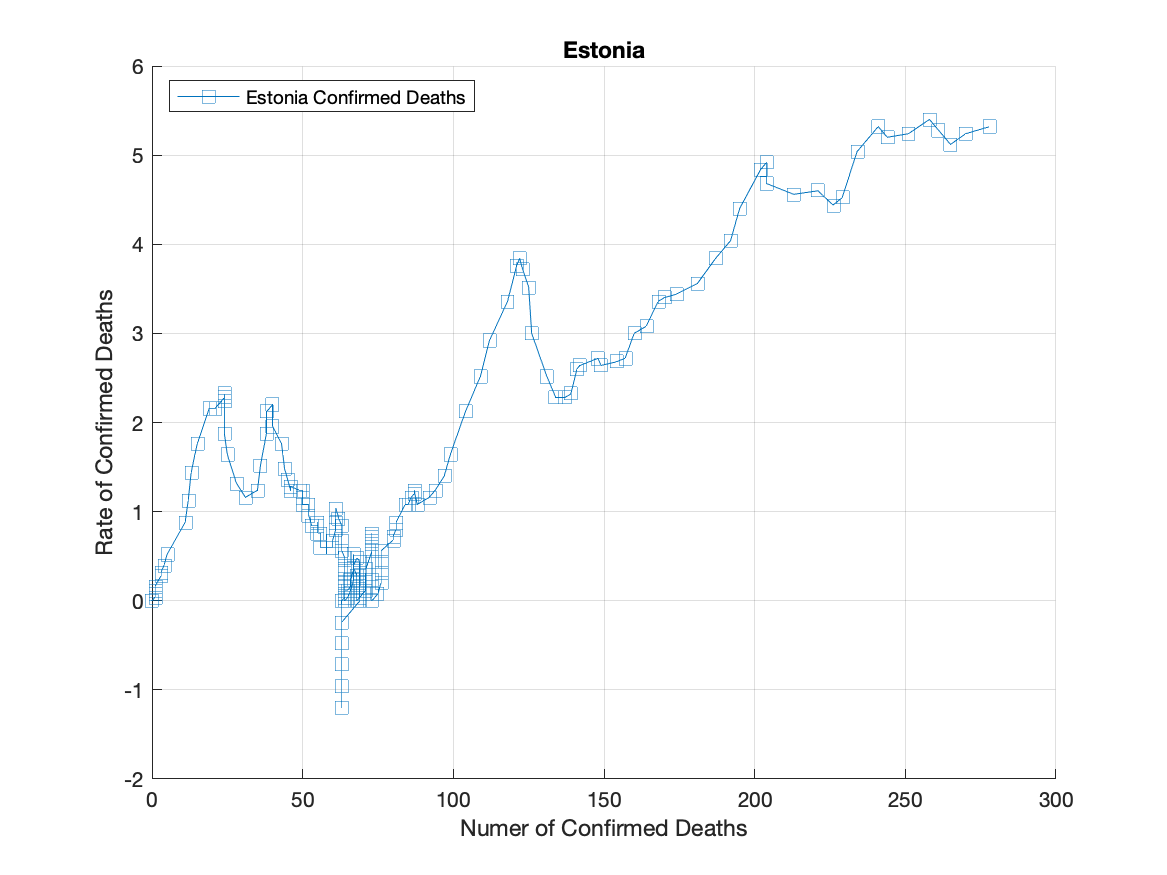 Estonia
Estonia Confirmed Deaths
6
5
4
3
2
1
0
-1
-2
Rate of Confirmed Deaths
0 50 100 150 200 250 300
Numer of Confirmed Deaths